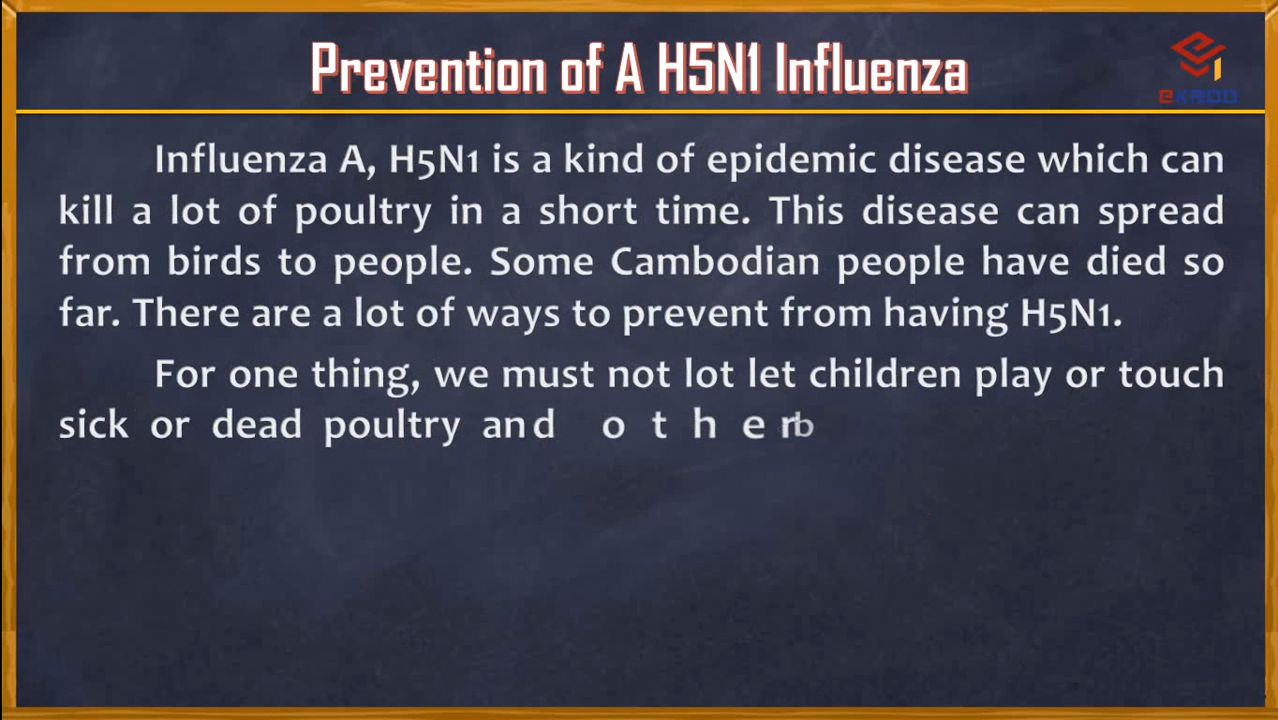 Prevention of A H5N1 Influenza
eKROO
Influenza A, H5N1 is a kind of epidemic disease which can
kill a lot of poultry in a short time. This disease can spread
from birds to people. Some Cambodian people have died so
far. There are a lot of ways to prevent from having H5N1.
For one thing, we must not lot let children play or touch
sick or dead poultry and other b